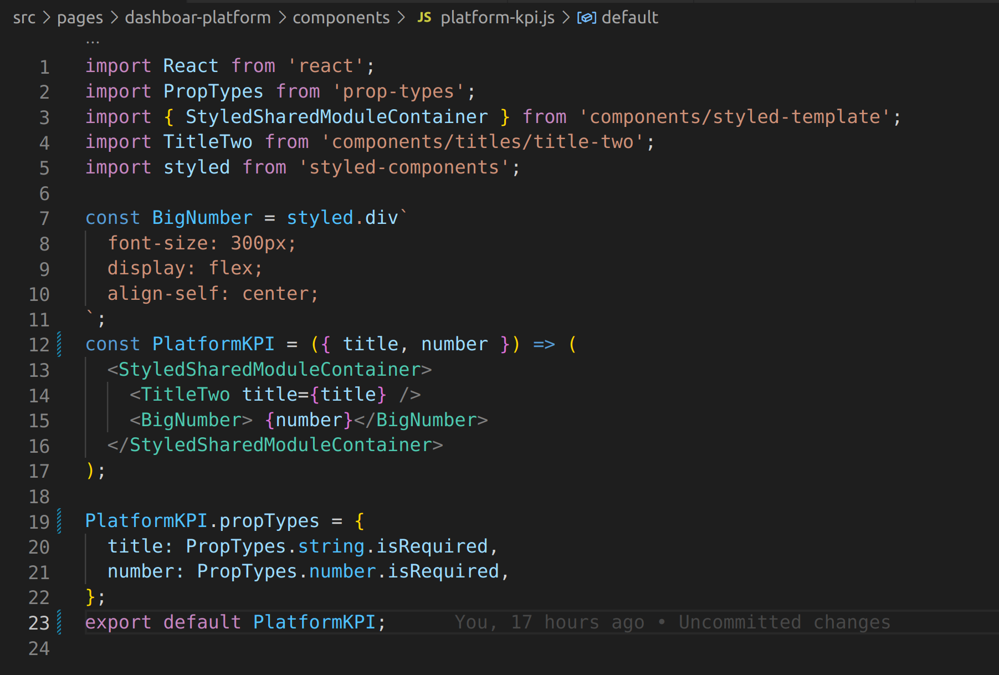 src > pages > dashboar-platform > components > JS platform-kpi.js > default
...
1 import React from 'react';
2 import PropTypes from 'prop-types';
3 import { StyledSharedModuleContainer } from 'components/styled-template';
4 import TitleTwo from 'components/titles/title-two';
5 import styled from 'styled-components';
6
7 const BigNumber = styled.div`
8   font-size: 300px;
9   display: flex;
10   align-self: center;
11 `;
12 const PlatformKPI = ({ title, number }) => (
13   <StyledSharedModuleContainer>
14     <TitleTwo title={title} />
15     <BigNumber> {number}</BigNumber>
16   </StyledSharedModuleContainer>
17 );
18
19 PlatformKPI.propTypes = {
20   title: PropTypes.string.isRequired,
21   number: PropTypes.number.isRequired,
22 };
23 export default PlatformKPI; You, 17 hours ago • Uncommitted changes
24